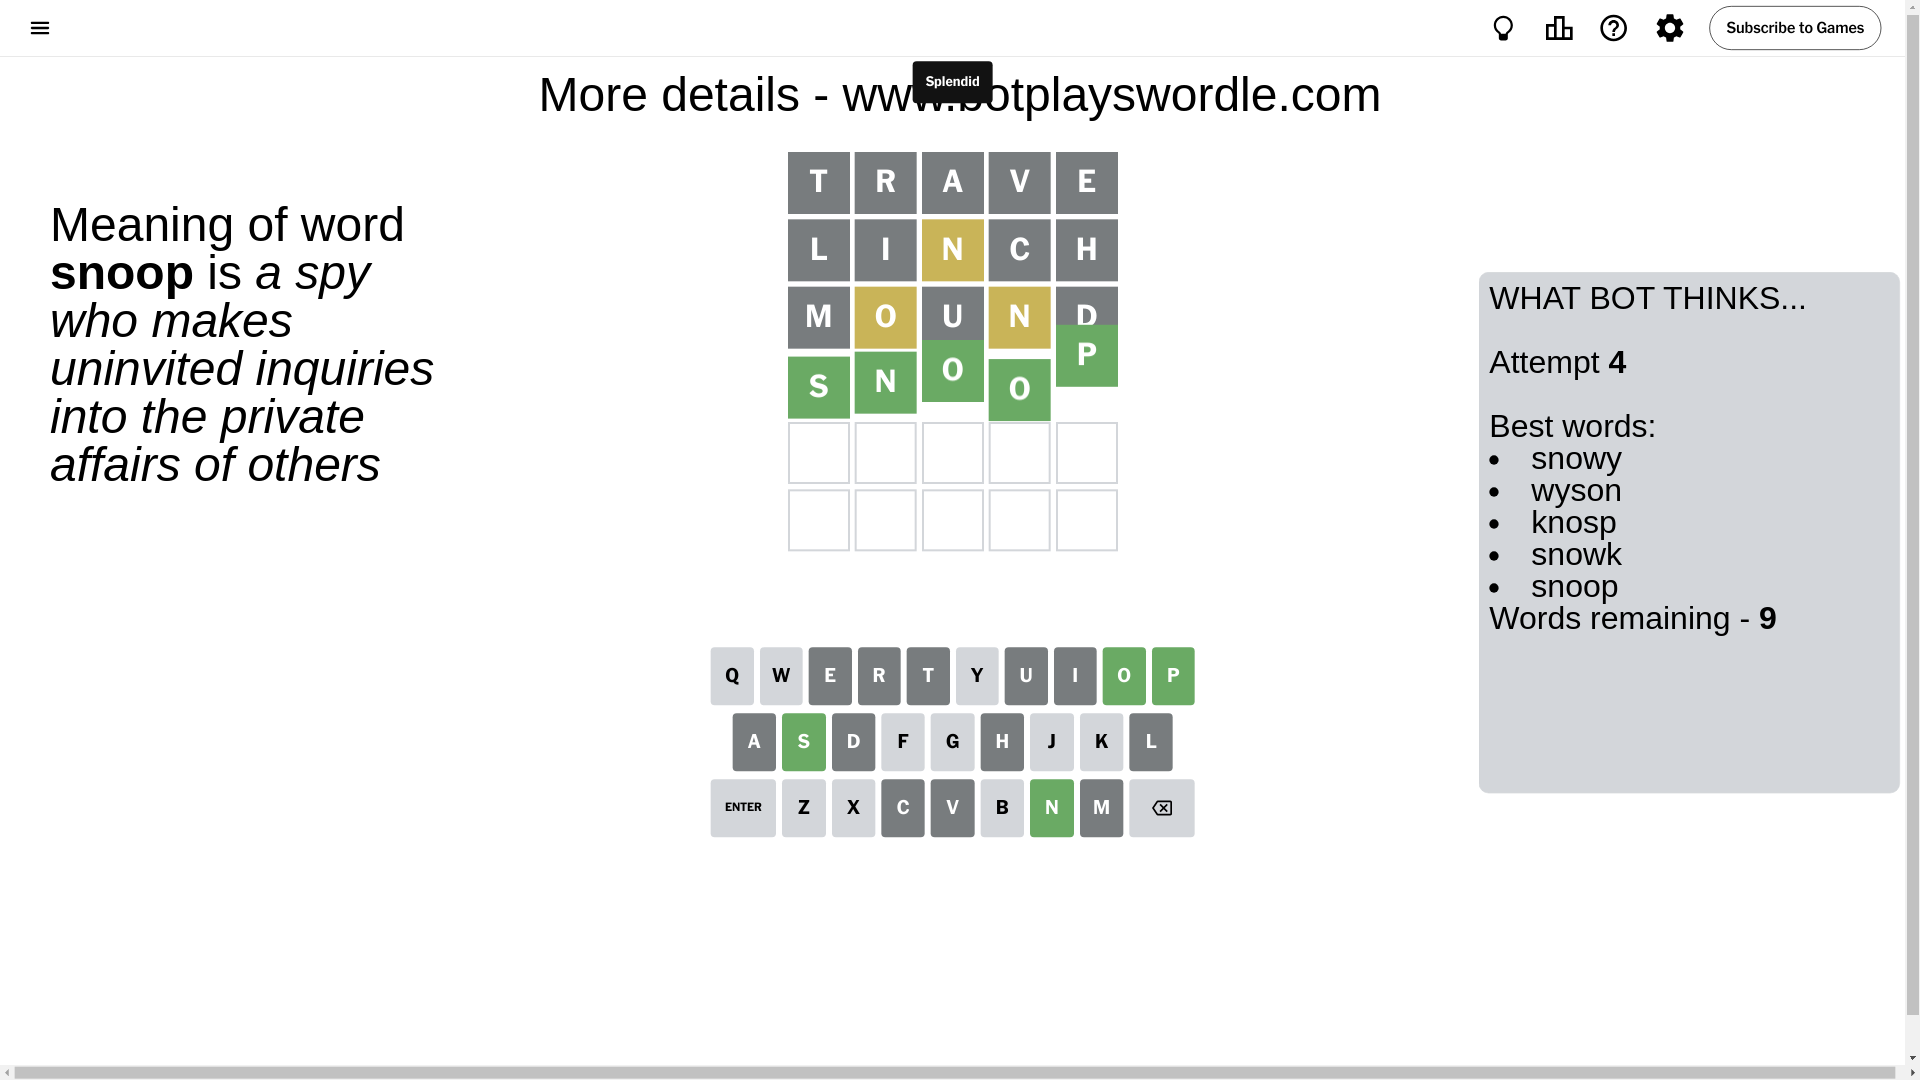 Subscribe to Games
Splendid
More details - www.botplayswordle.com
Meaning of word
snoop is a spy
who makes
uninvited inquiries
into the private
affairs of others
T R A V E
L I N C H
M O U N D
S N O O P
WHAT BOT THINKS...
Attempt 4
Best words:
• snowy
• wyson
• knosp
• snowk
• snoop
Words remaining - 9
Q W E R T Y U I O P
A S D F G H J K L
ENTER Z X C V B N M